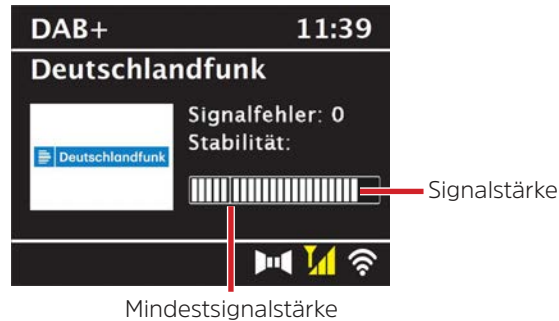 DAB+ 11:39
Deutschlandfunk
Signalfehler: 0
Stabilität:
Deutschlandfunk
Signalstärke
Mindestsignalstärke